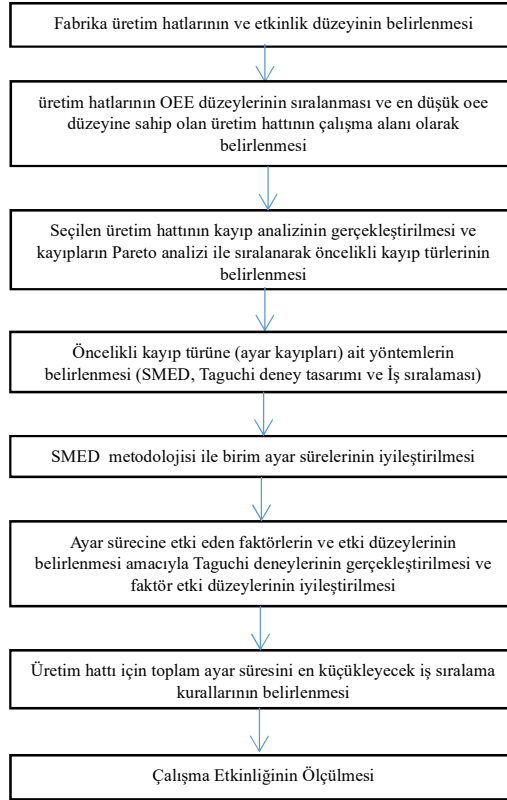 Fabrika üretim hatlarının ve etkinlik düzeyinin belirlenmesi
üretim hatlarının OEE düzeylerinin sıralanması ve en düşük oee
düzeyine sahip olan üretim hattının çalışma alanı olarak
belirlenmesi
Seçilen üretim hattının kayıp analizinin gerçekleştirilmesi ve
kayıpların Pareto analizi ile sıralanarak öncelikli kayıp türlerinin
belirlenmesi
Öncelikli kayıp türüne (ayar kayıpları) ait yöntemlerin
belirlenmesi (SMED, Taguchi deney tasarımı ve İş sıralaması)
SMED metodolojisi ile birim ayar sürelerinin iyileştirilmesi
Ayar sürecine etki eden faktörlerin ve etki düzeylerinin
belirlenmesi amacıyla Taguchi deneylerinin gerçekleştirilmesi ve
faktör etki düzeylerinin iyileştirilmesi
Üretim hattı için toplam ayar süresini en küçükleyecek iş sıralama
kurallarının belirlenmesi
Çalışma Etkinliğinin Ölçülmesi